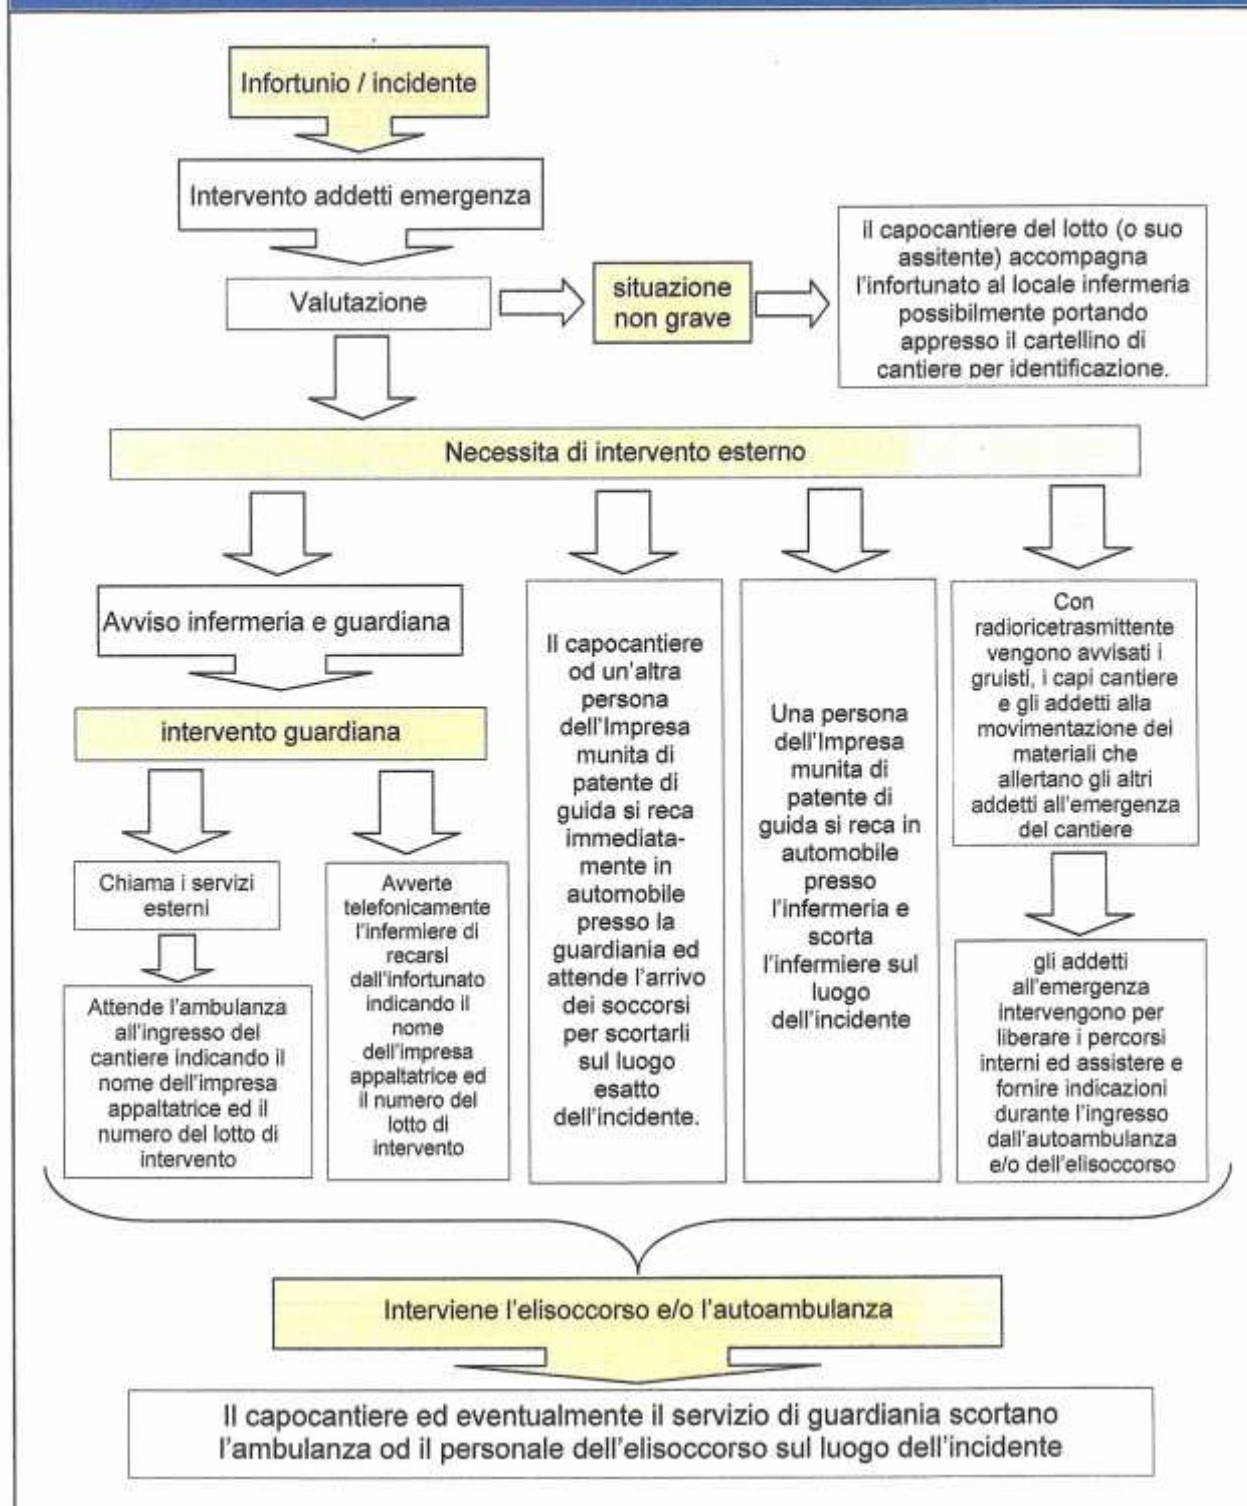 Infortunio / incidente
Intervento addetti emergenza
Valutazione
situazione
non grave
il capocantiere del lotto (o suo
assitente) accompagna
l'infortunato al locale infermeria
possibilmente portando
appresso il cartellino di
cantiere per identificazione.
Necessita di intervento esterno
Avviso infermeria e guardiana
intervento guardiana
Chiama i servizi
esterni
Attende l'ambulanza
all'ingresso del
cantiere indicando il
nome dell'impresa
appaltatrice ed il
numero del lotto di
intervento
Avverte
telefonicamente
l'infermiere di
recarsi
dall'infortunato
indicando il
nome
dell'impresa
appaltatrice ed
il numero del
lotto di
intervento
Il capocantiere
od un'altra
persona
dell'Impresa
munita di
patente di
guida si reca
immediata-
mente in
automobile
presso la
guardiania ed
attende l'arrivo
dei soccorsi
per scortarli
sul luogo
esatto
dell'incidente.
Una persona
dell'Impresa
munita di
patente di
guida si reca in
automobile
presso
l'infermeria e
scorta
l'infermiere sul
luogo
dell'incidente
Con
radioricetrasmittente
vengono avvisati i
gruisti, i capi cantiere
e gli addetti alla
movimentazione dei
materiali che
allertano gli altri
addetti all'emergenza
del cantiere
gli addetti
all'emergenza
intervengono per
liberare i percorsi
interni ed assistere e
fornire indicazioni
durante l'ingresso
dall'autoambulanza
e/o dell'elisoccorso
Interviene l'elisoccorso e/o l'autoambulanza
Il capocantiere ed eventualmente il servizio di guardiania scortano
l'ambulanza od il personale dell'elisoccorso sul luogo dell'incidente